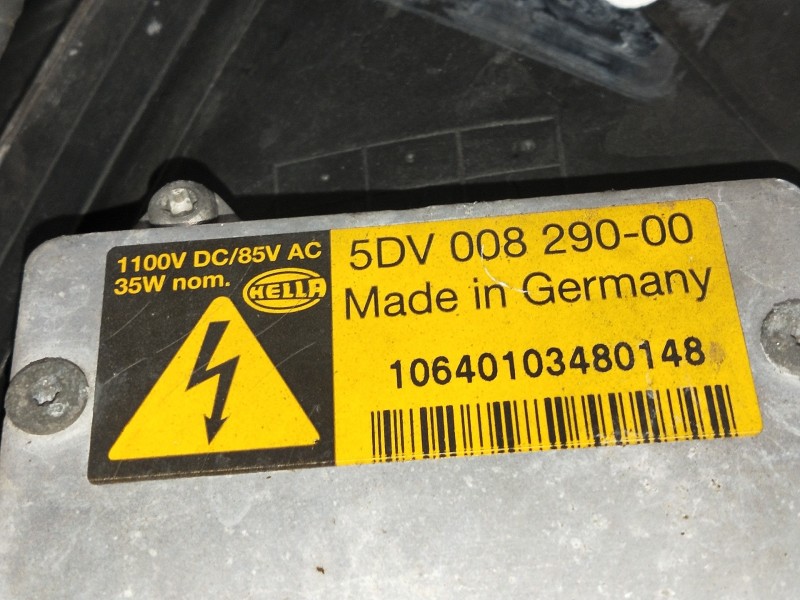 1100V DC/85V AC
35W nom.
HELLA
5DV 008 290-00
Made in Germany
10640103480148